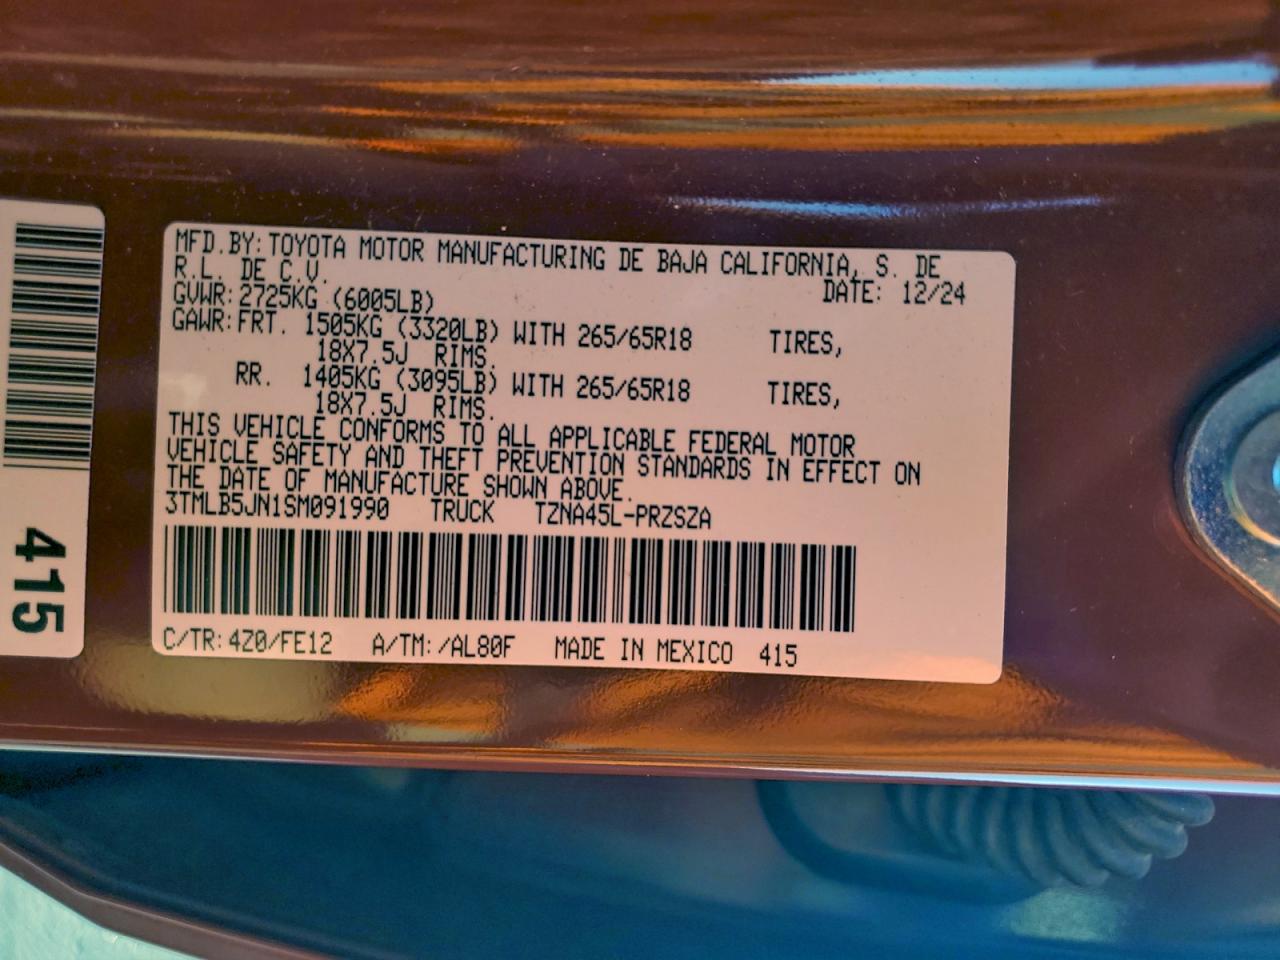 MFD.BY:TOYOTA MOTOR MANUFACTURING DE BAJA CALIFORNIA, S. DE
R.L. DE C.V. DATE: 12/24
GVWR:2725KG (6005LB)
GAWR:FRT. 1505KG (3320LB) WITH 265/65R18 TIRES,
18X7.5J RIMS.
RR. 1405KG (3095LB) WITH 265/65R18 TIRES,
18X7.5J RIMS.
THIS VEHICLE CONFORMS TO ALL APPLICABLE FEDERAL MOTOR
VEHICLE SAFETY AND THEFT PREVENTION STANDARDS IN EFFECT ON
THE DATE OF MANUFACTURE SHOWN ABOVE.
3TMLB5JN1SM091990 TRUCK TZNA45L-PRZSZA
C/TR:4Z0/FE12 A/TM:/AL80F MADE IN MEXICO 415
415